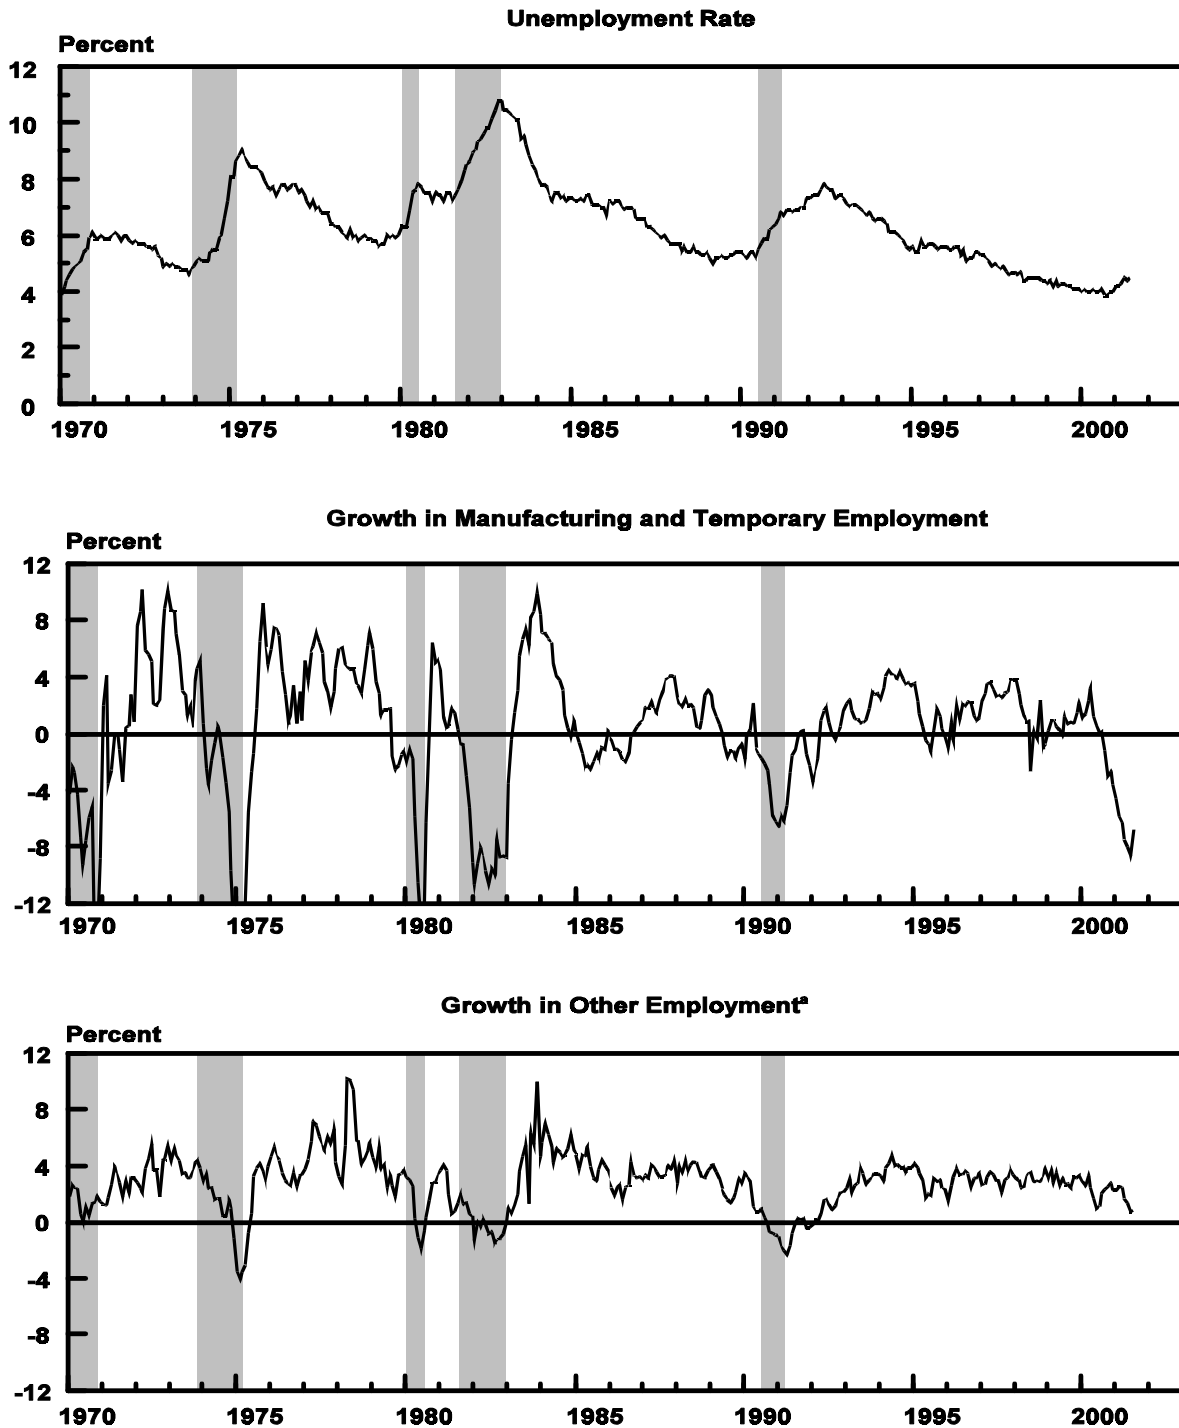 Unemployment Rate
Percent
12
10
8
6
4
2
0
1970 1975 1980 1985 1990 1995 2000
Growth in Manufacturing and Temporary Employment
Percent
12
8
4
0
-4
-8
-12
1970 1975 1980 1985 1990 1995 2000
Growth in Other Employmentᵃ
Percent
12
8
4
0
-4
-8
-12
1970 1975 1980 1985 1990 1995 2000